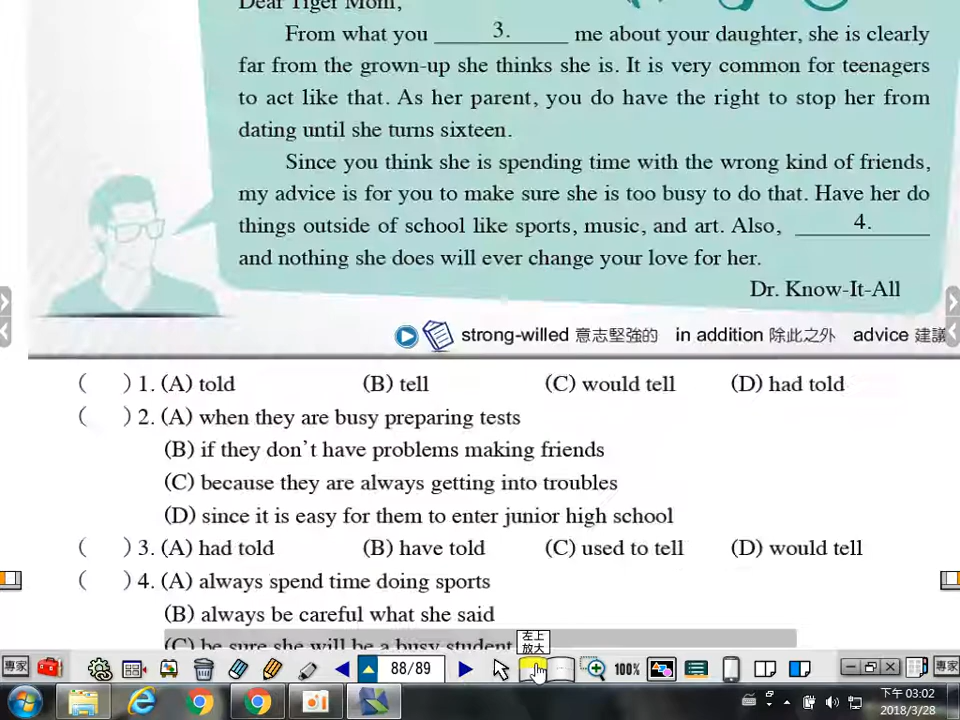 Dear Tiger Mom,
From what you 3. me about your daughter, she is clearly
far from the grown-up she thinks she is. It is very common for teenagers
to act like that. As her parent, you do have the right to stop her from
dating until she turns sixteen.
Since you think she is spending time with the wrong kind of friends,
my advice is for you to make sure she is too busy to do that. Have her do
things outside of school like sports, music, and art. Also, 4.
and nothing she does will ever change your love for her.
Dr. Know-It-All
strong-willed 意志堅強的 in addition 除此之外 advice 建議
( ) 1. (A) told (B) tell (C) would tell (D) had told
( ) 2. (A) when they are busy preparing tests
(B) if they don't have problems making friends
(C) because they are always getting into troubles
(D) since it is easy for them to enter junior high school
( ) 3. (A) had told (B) have told (C) used to tell (D) would tell
( ) 4. (A) always spend time doing sports
(B) always be careful what she said
(C) be sure she will be a busy student
左上
放大
專家 88/89 100% 專家
下午 03:02
2018/3/28